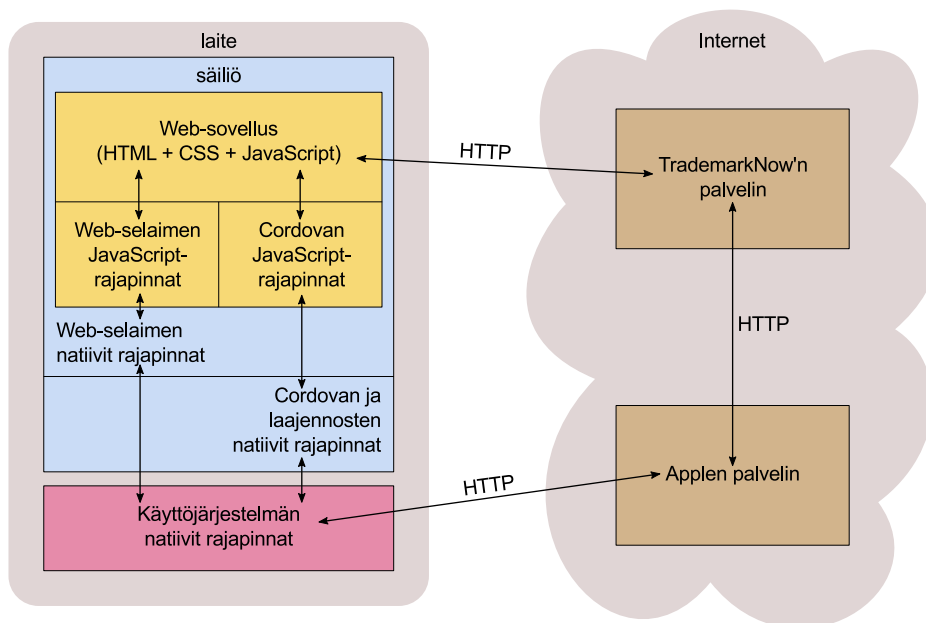 laite
säiliö
Web-sovellus
(HTML + CSS + JavaScript)
Web-selaimen
JavaScript-
rajapinnat
Cordovan
JavaScript-
rajapinnat
Web-selaimen
natiivit rajapinnat
Cordovan ja
laajennosten
natiivit rajapinnat
Käyttöjärjestelmän
natiivit rajapinnat
HTTP
HTTP
Internet
TrademarkNow'n
palvelin
HTTP
Applen palvelin